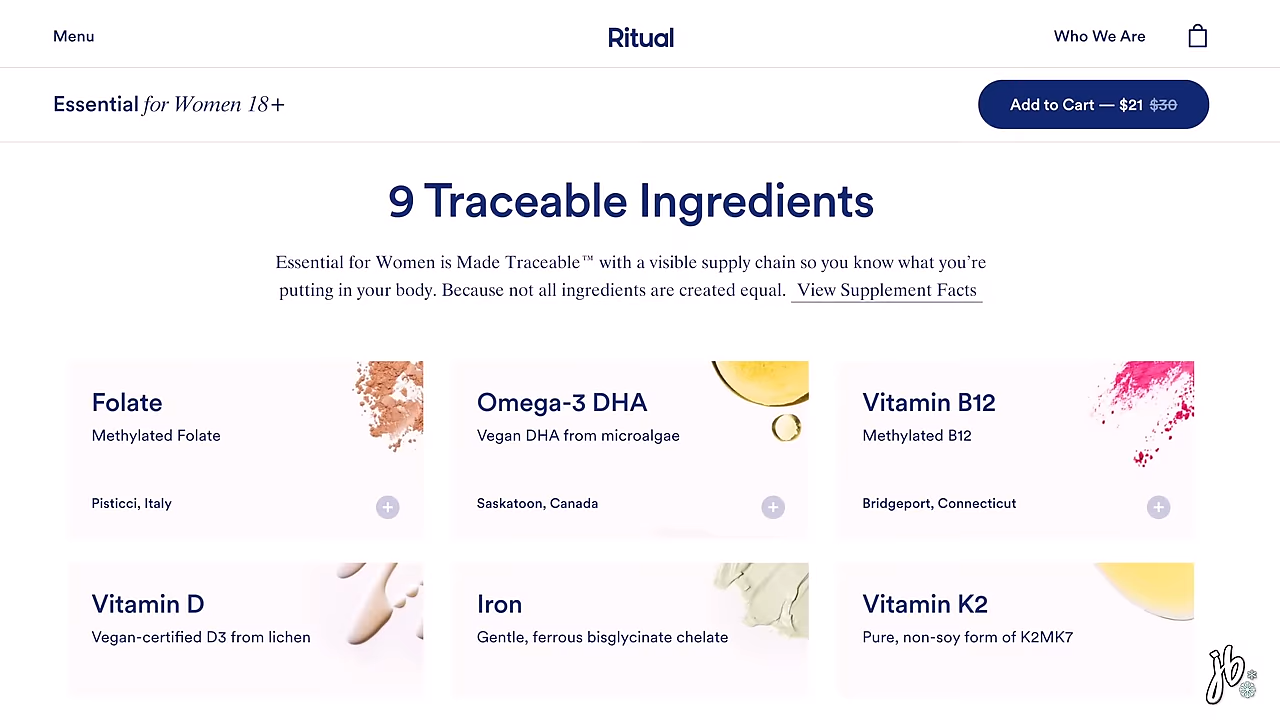 Menu
Ritual
Who We Are
Essential for Women 18+
Add to Cart — $21 $30
9 Traceable Ingredients
Essential for Women is Made Traceable™ with a visible supply chain so you know what you're
putting in your body. Because not all ingredients are created equal. View Supplement Facts
Folate
Methylated Folate
Pisticci, Italy
Omega-3 DHA
Vegan DHA from microalgae
Saskatoon, Canada
Vitamin B12
Methylated B12
Bridgeport, Connecticut
Vitamin D
Vegan-certified D3 from lichen
Iron
Gentle, ferrous bisglycinate chelate
Vitamin K2
Pure, non-soy form of K2MK7
jb